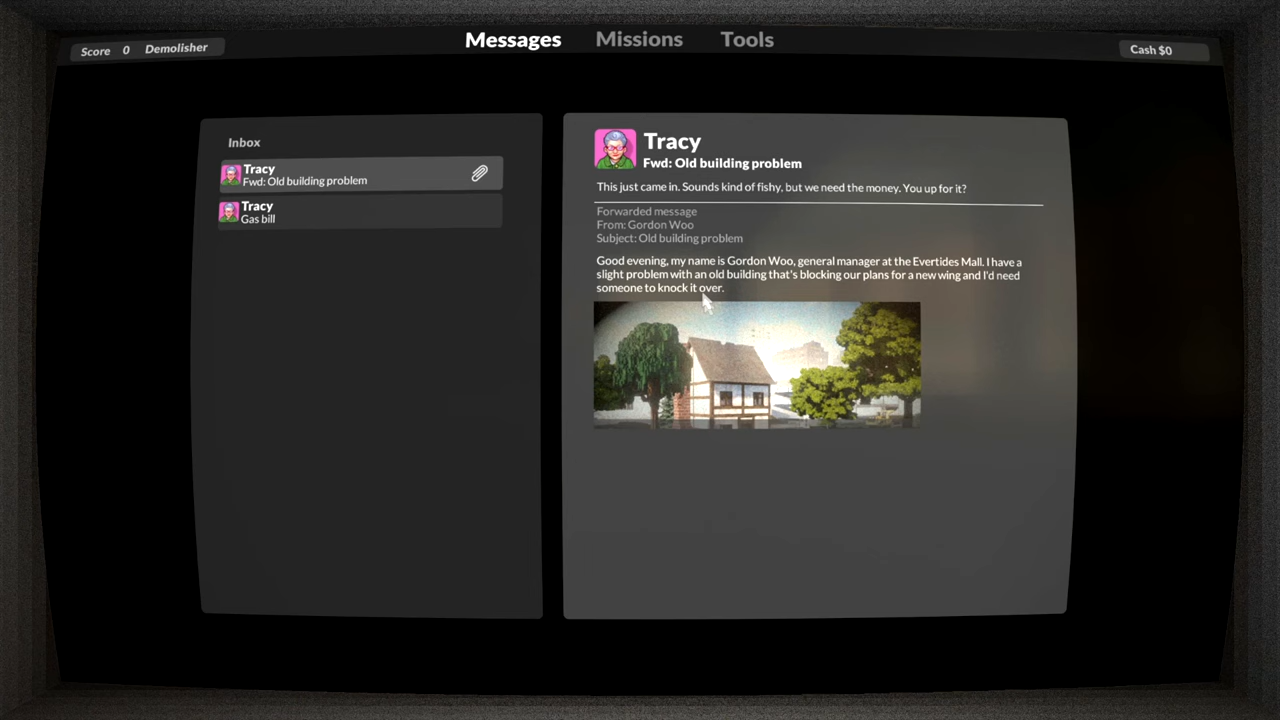 Score 0 Demolisher
Messages Missions Tools
Cash $0
Inbox
Tracy
Fwd: Old building problem
Tracy
Gas bill
Tracy
Fwd: Old building problem
This just came in. Sounds kind of fishy, but we need the money. You up for it?
Forwarded message
From: Gordon Woo
Subject: Old building problem
Good evening, my name is Gordon Woo, general manager at the Evertides Mall. I have a
slight problem with an old building that's blocking our plans for a new wing and I'd need
someone to knock it over.